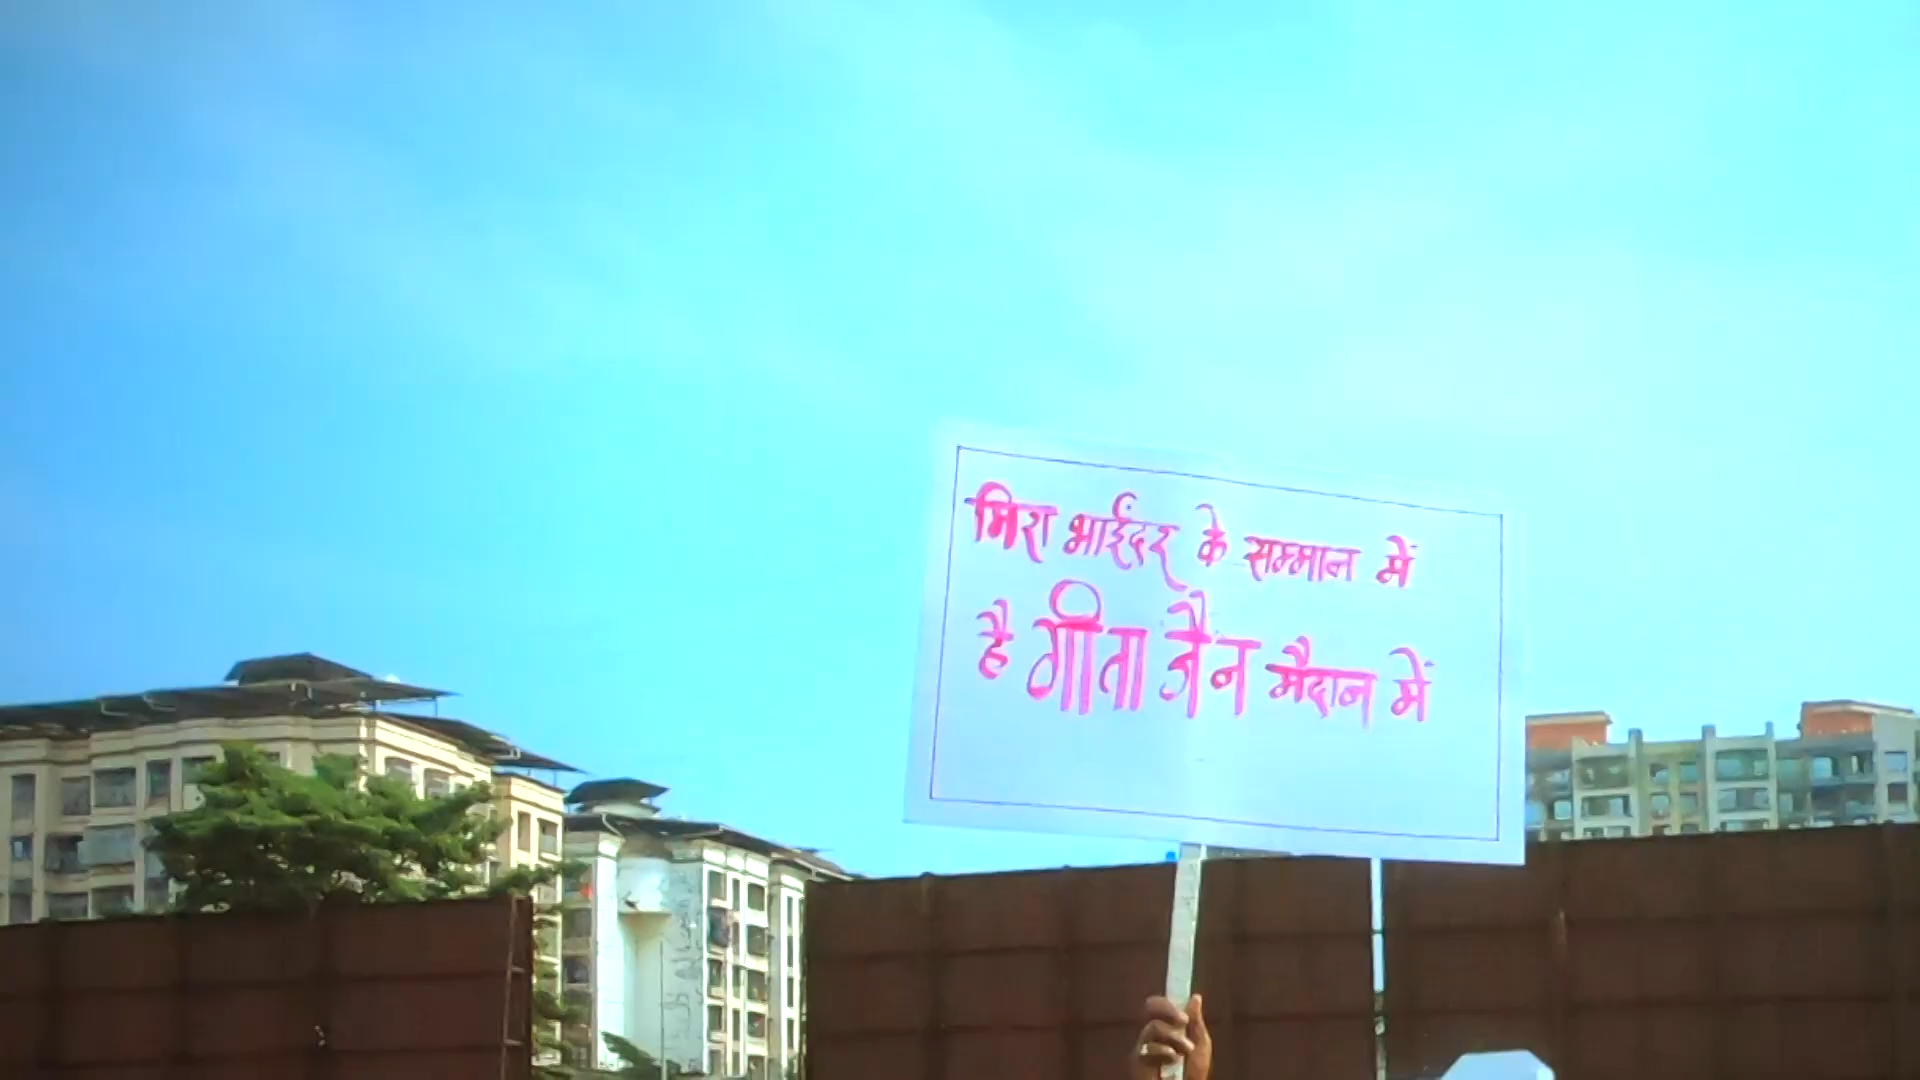 मिरा भाईंदर के सम्मान में
है गीता जैन मैदान में